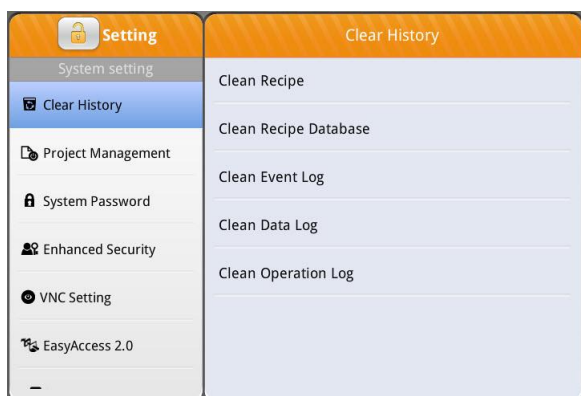 Setting
System setting
Clear History
Project Management
System Password
Enhanced Security
VNC Setting
EasyAccess 2.0
Clear History
Clean Recipe
Clean Recipe Database
Clean Event Log
Clean Data Log
Clean Operation Log